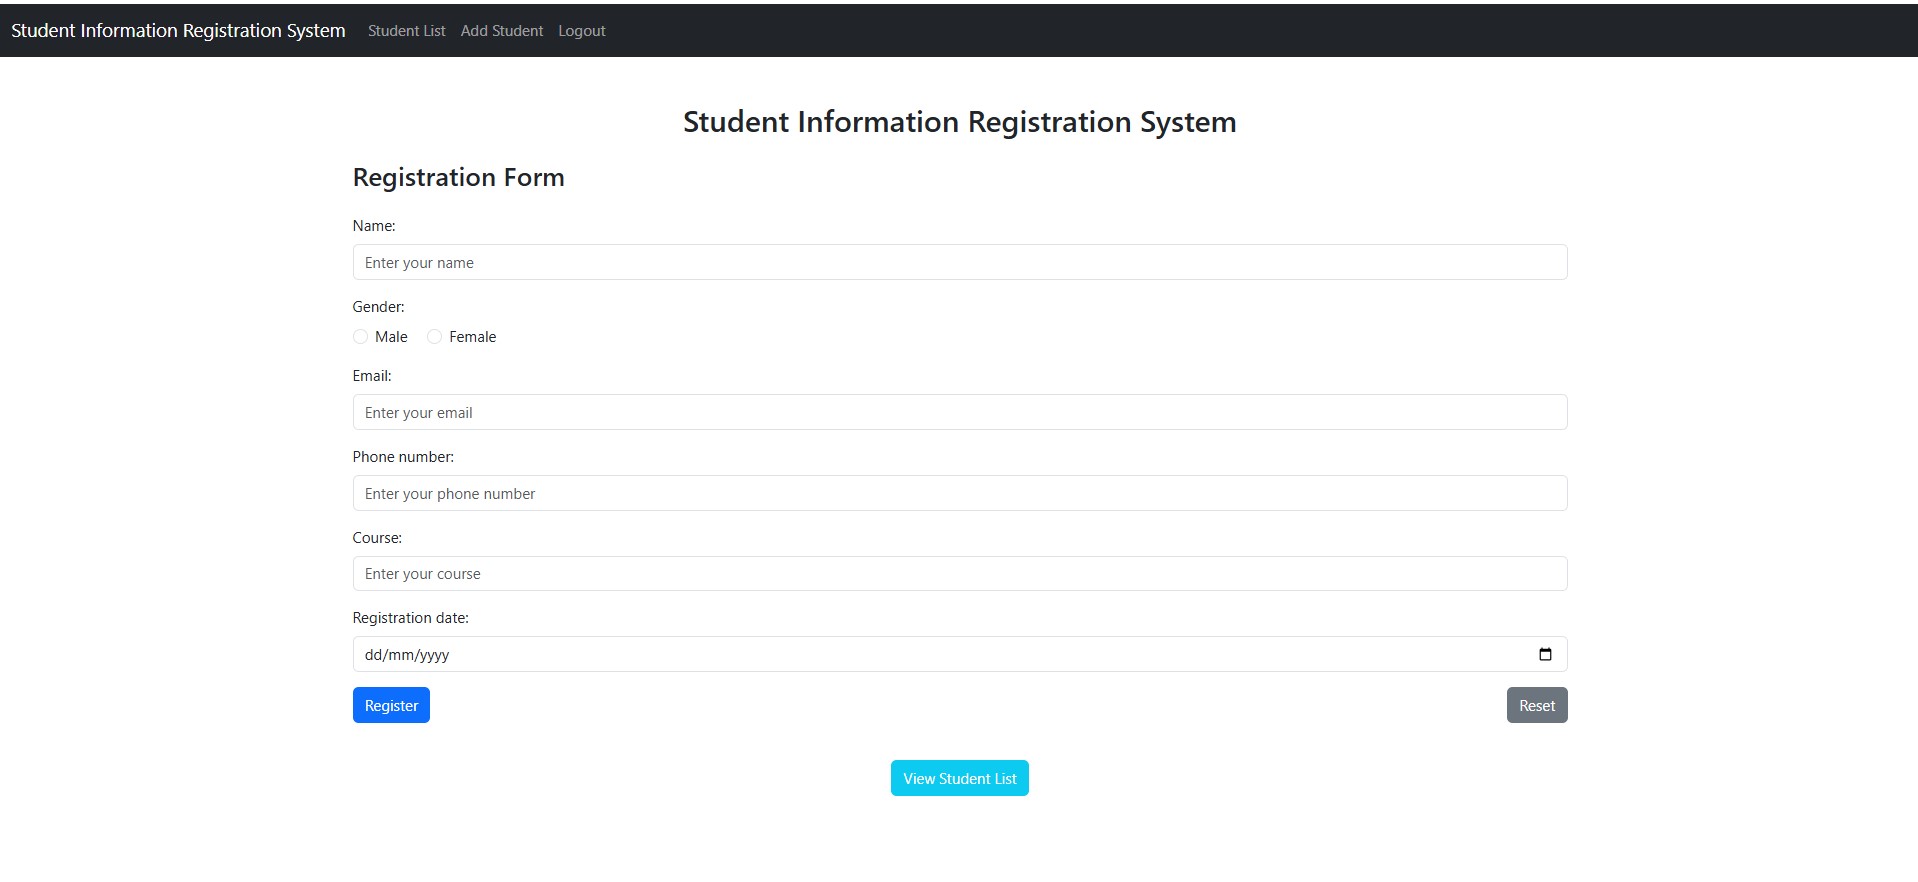 Student Information Registration System Student List Add Student Logout
Student Information Registration System
Registration Form
Name:
Enter your name
Gender:
Male Female
Email:
Enter your email
Phone number:
Enter your phone number
Course:
Enter your course
Registration date:
dd/mm/yyyy
Register Reset
View Student List